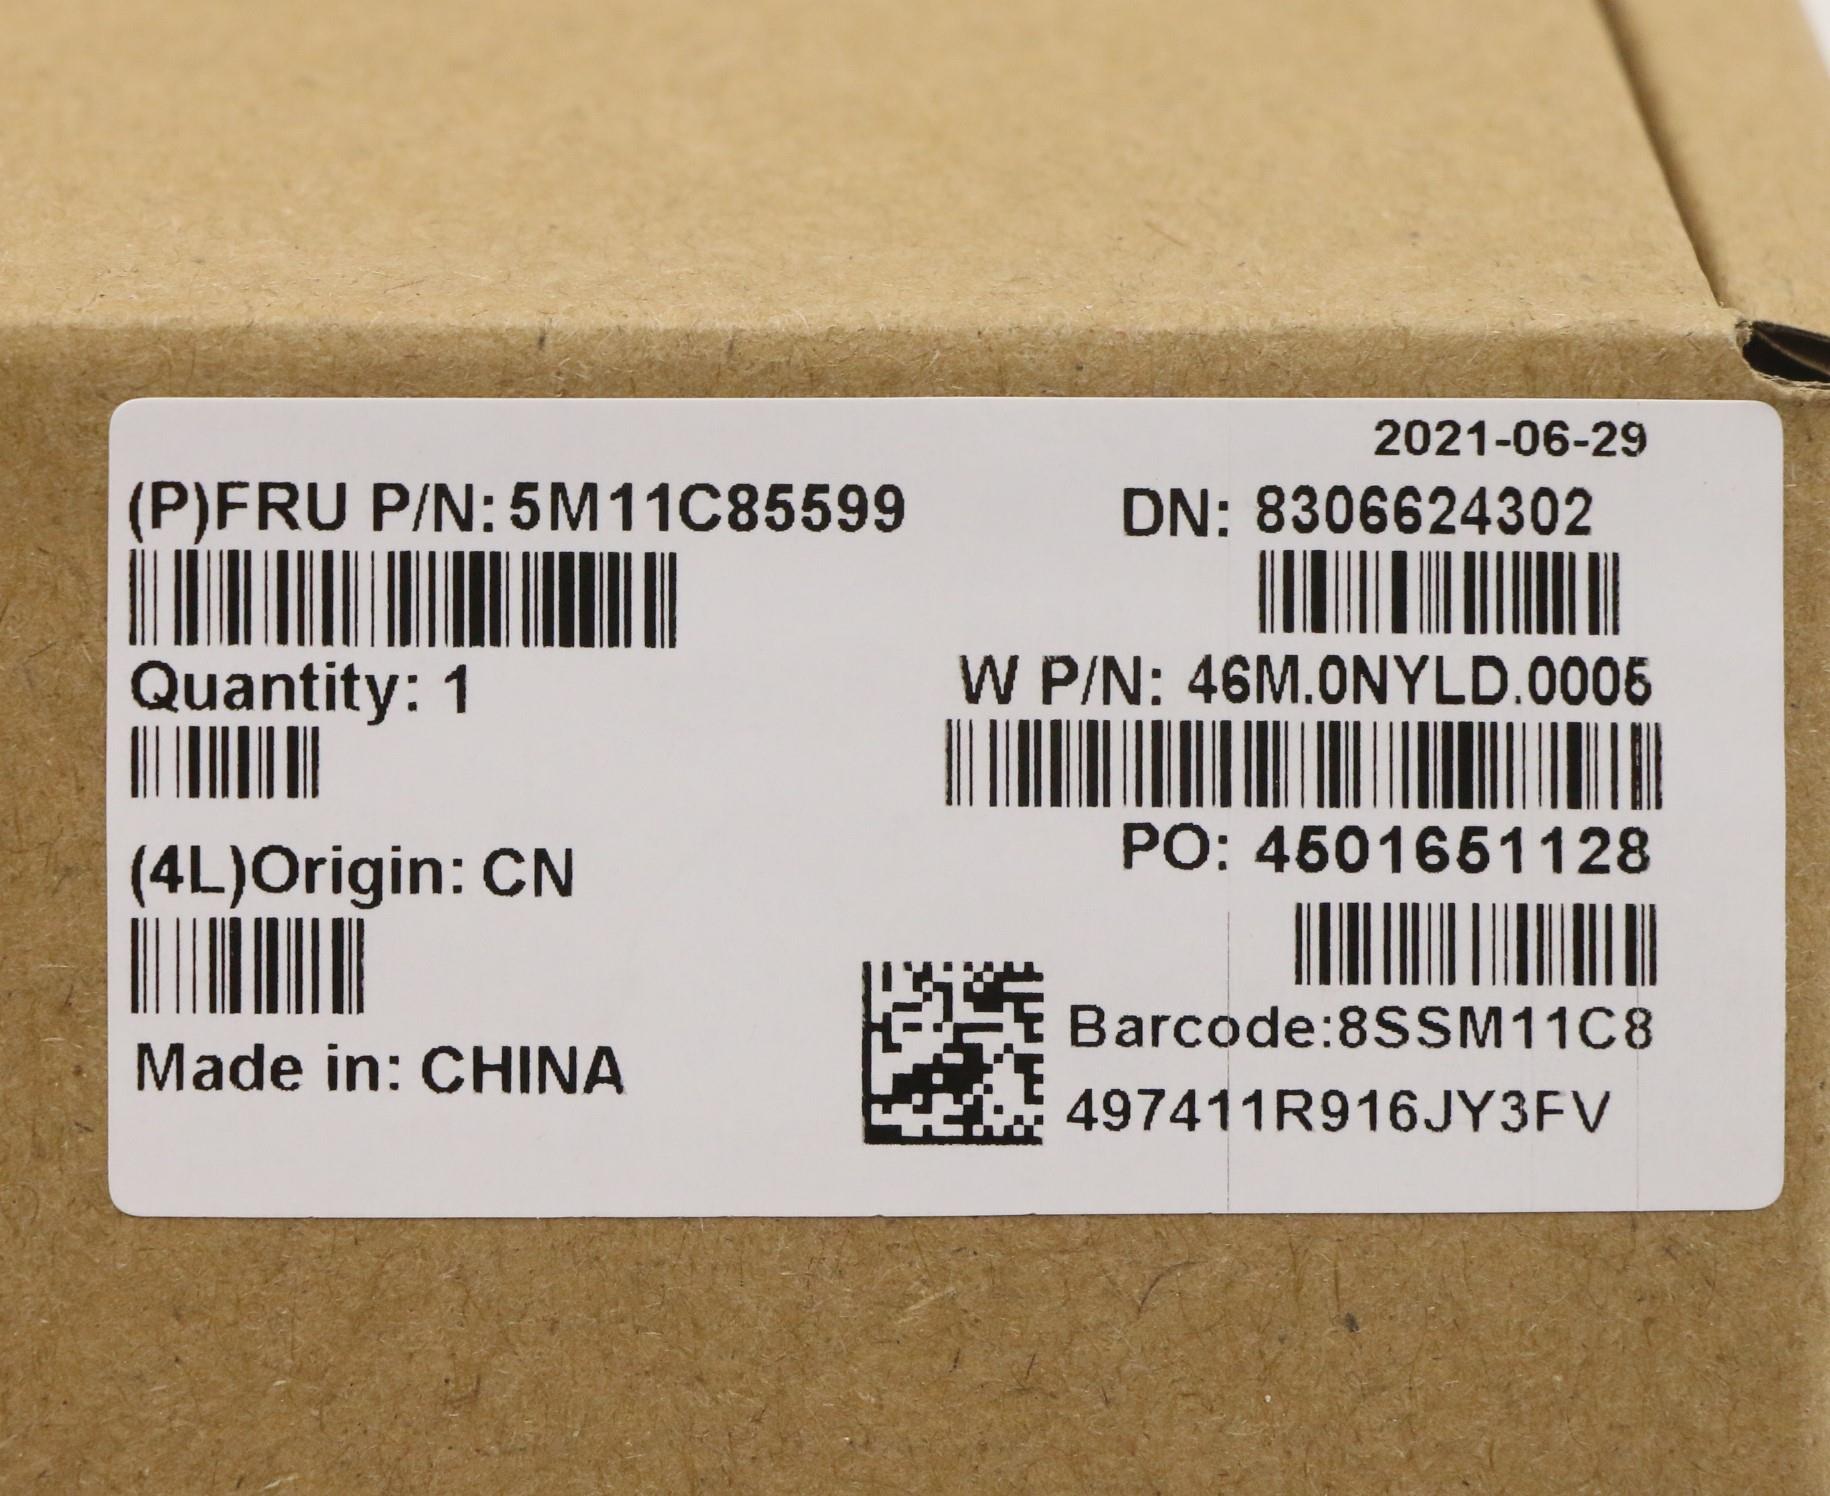 2021-06-29
(P)FRU P/N: 5M11C85599
DN: 8306624302
Quantity: 1
W P/N: 46M.0NYLD.0005
(4L)Origin: CN
PO: 4501651128
Made in: CHINA
Barcode:8SSM11C8
497411R916JY3FV